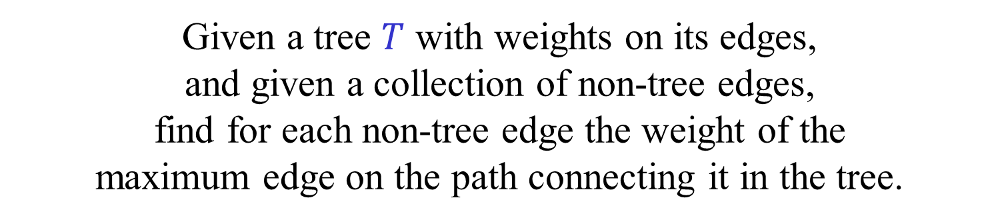 Given a tree T with weights on its edges,
and given a collection of non-tree edges,
find for each non-tree edge the weight of the
maximum edge on the path connecting it in the tree.